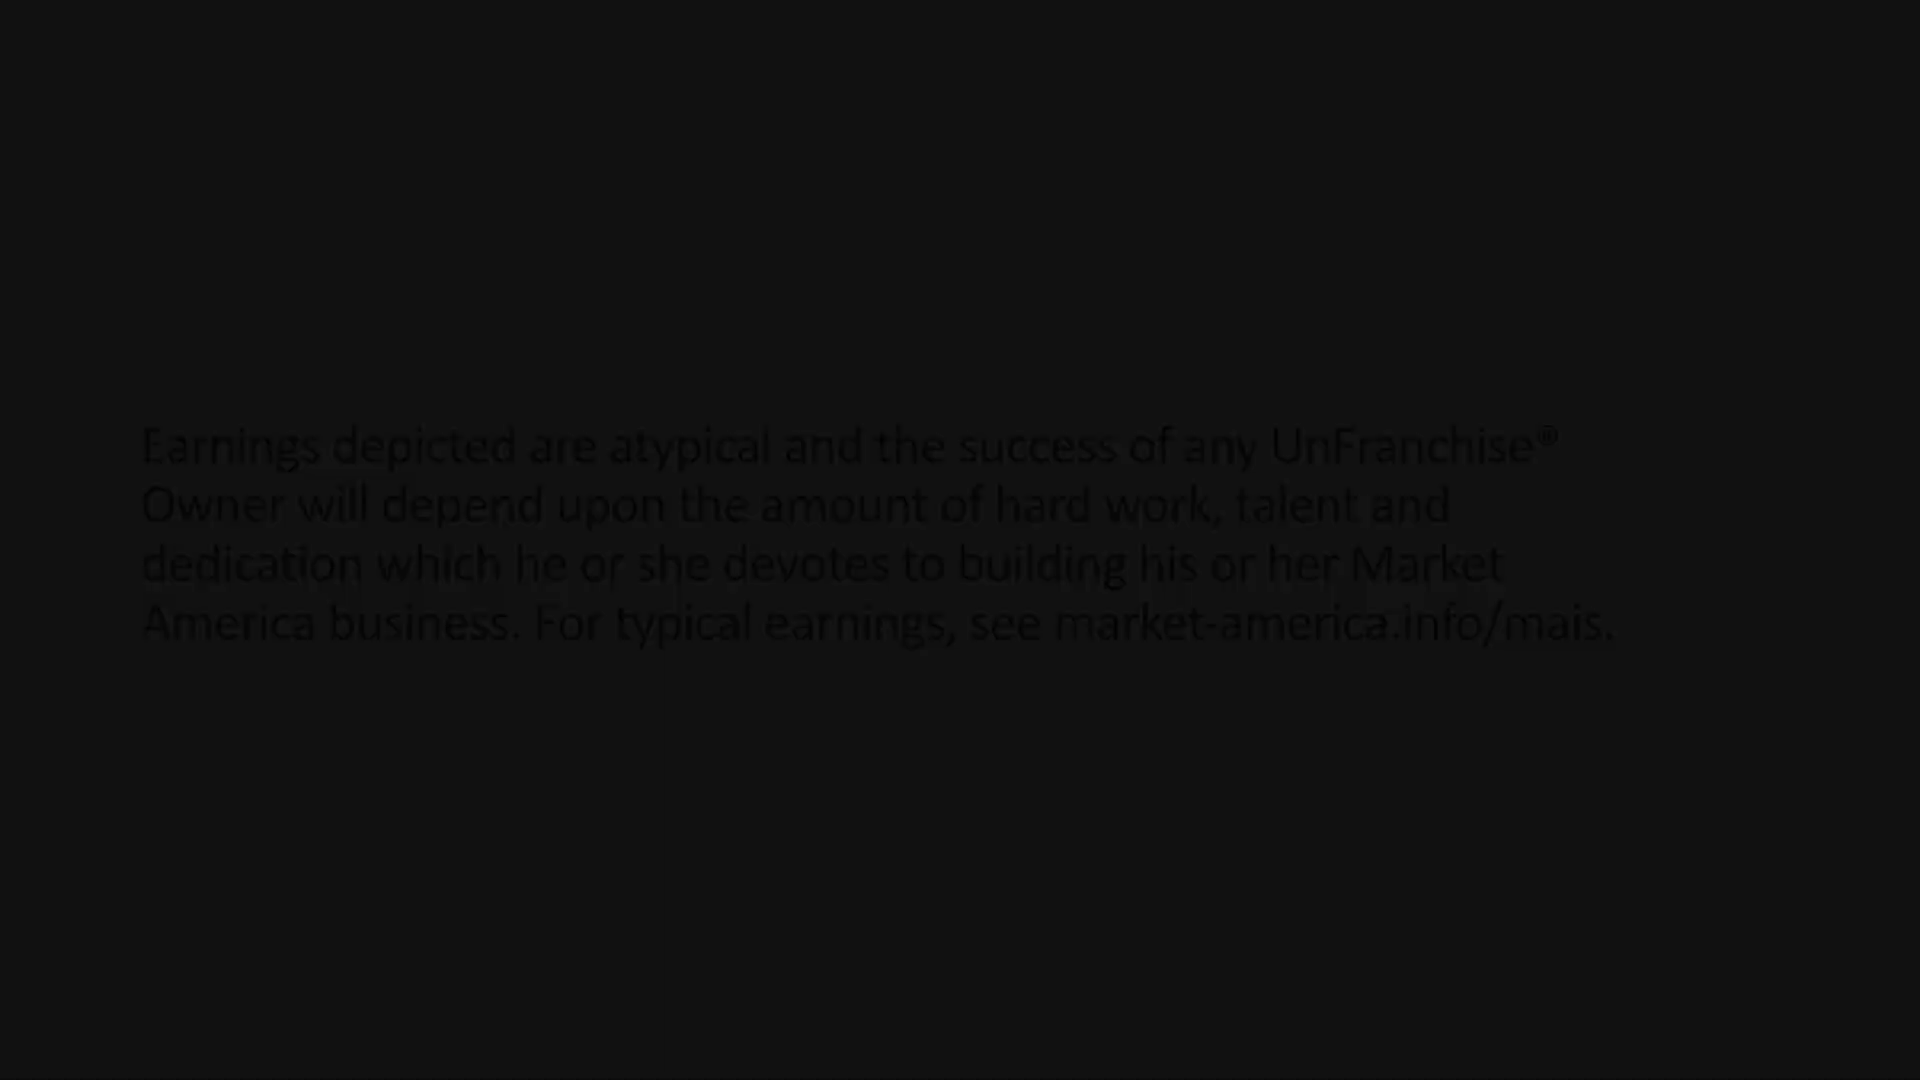 Earnings depicted are atypical and the success of any UnFranchise®
Owner will depend upon the amount of hard work, talent and
dedication which he or she devotes to building his or her Market
America business. For typical earnings, see market-america.info/mais.